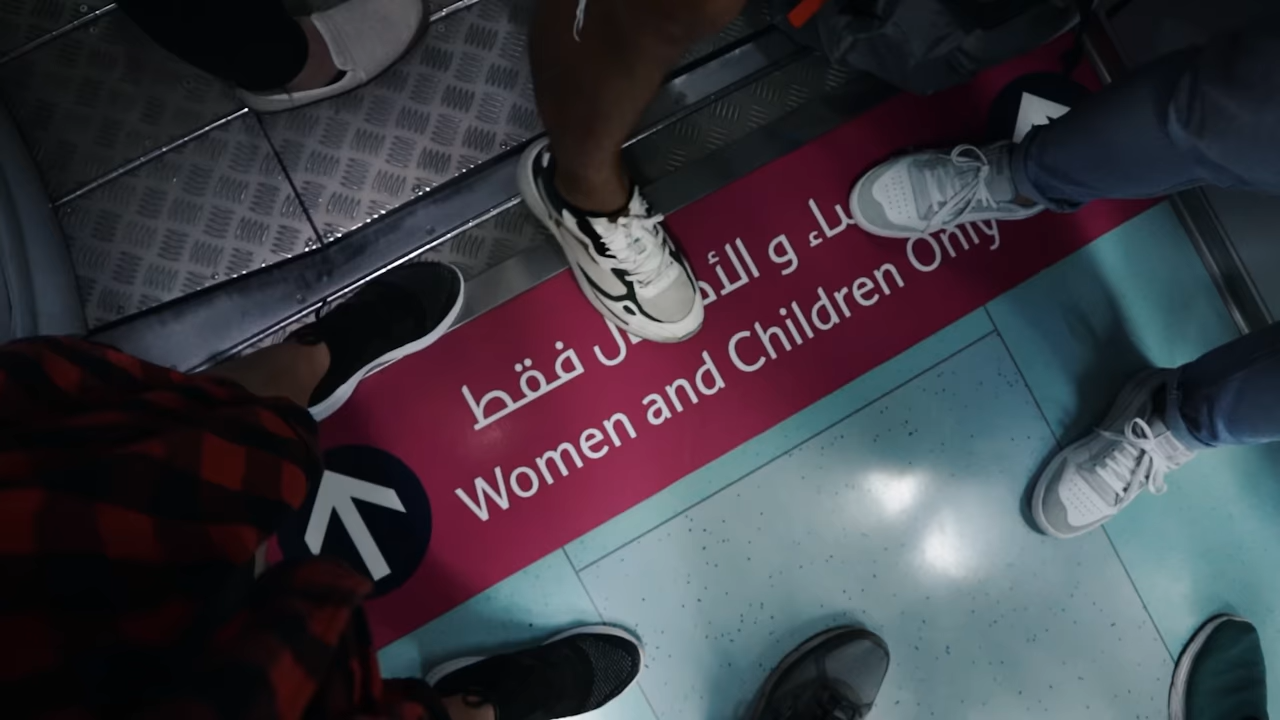 و فقط
Women and Children Only